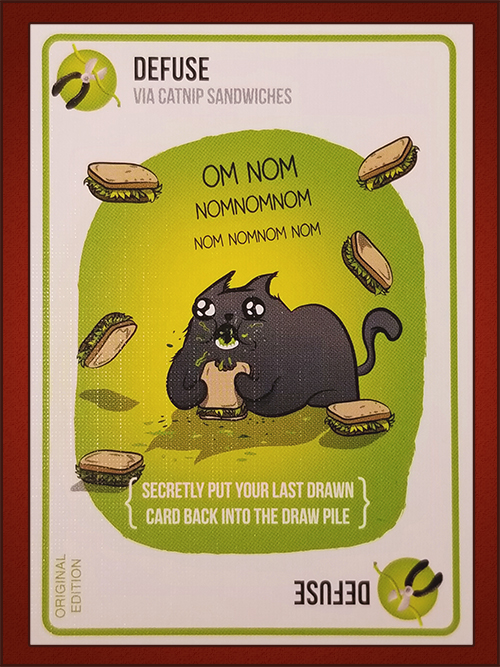 DEFUSE
VIA CATNIP SANDWICHES
OM NOM
NOMNOMNOM
NOM NOMNOM NOM
{ SECRETLY PUT YOUR LAST DRAWN
CARD BACK INTO THE DRAW PILE }
ORIGINAL
EDITION
DEFUSE